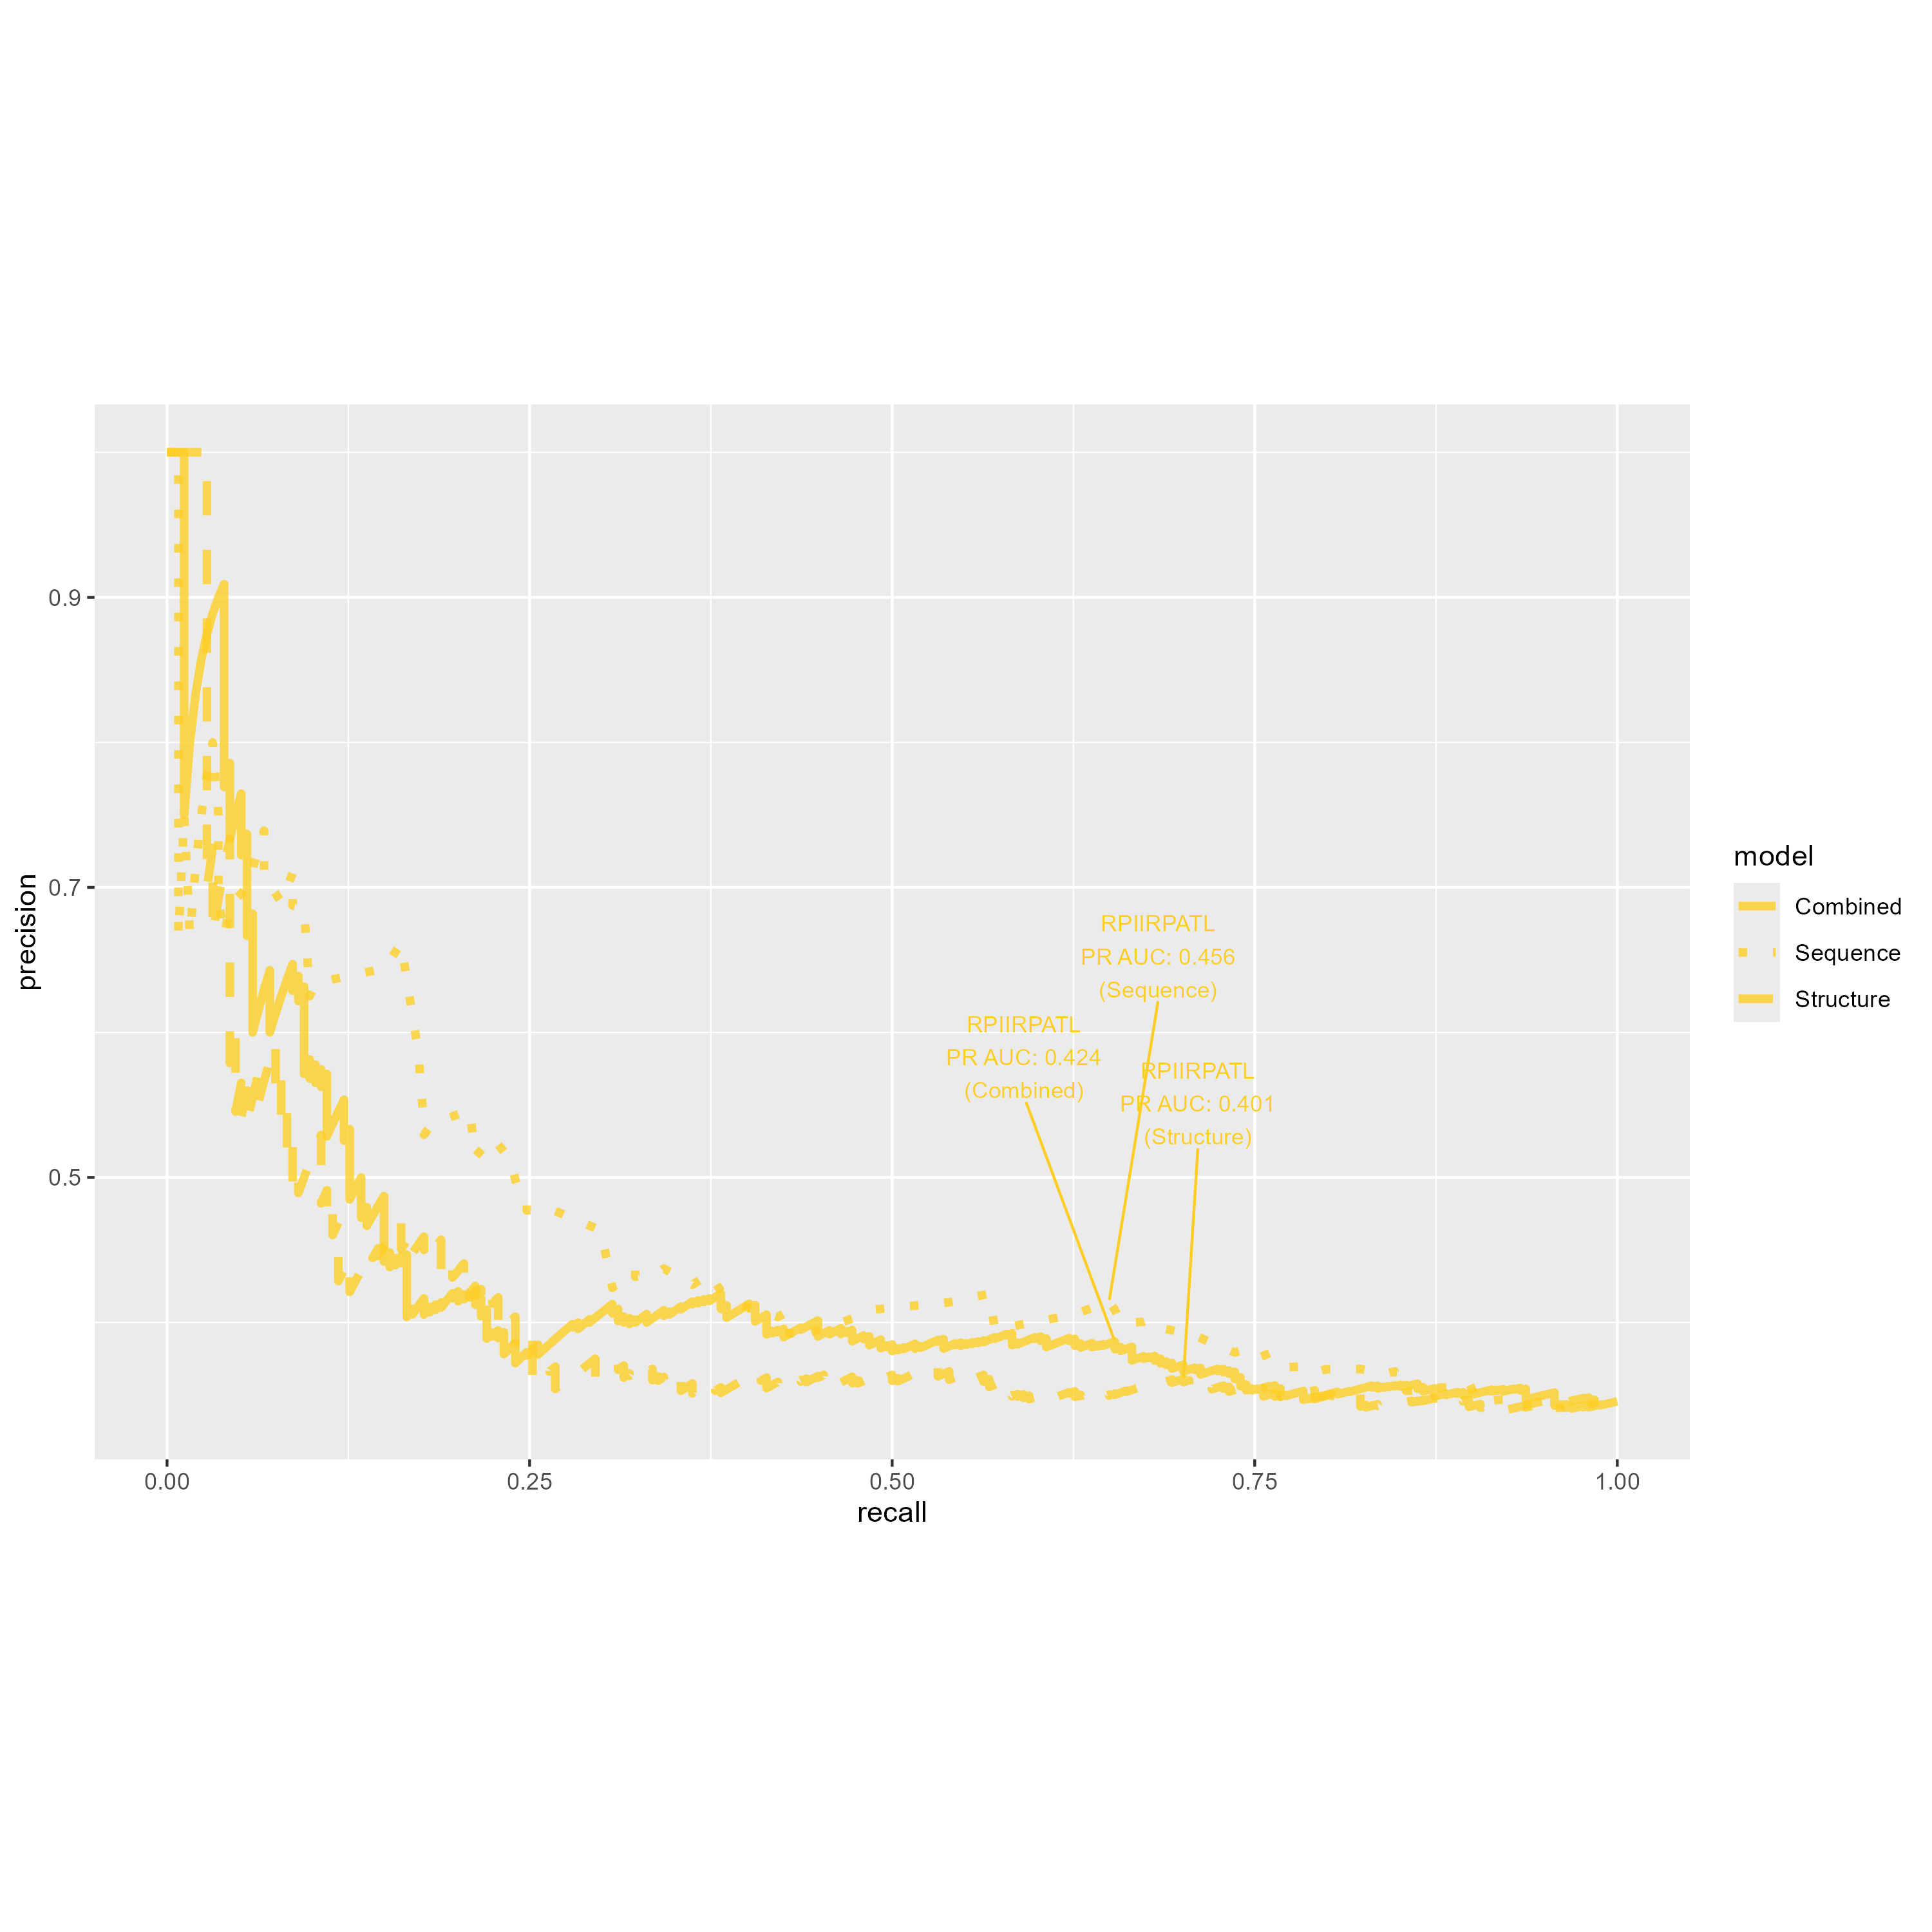 precision
0.9
0.7
0.5
RPIIRPATL
PR AUC: 0.456
(Sequence)
RPIIRPATL
PR AUC: 0.424
(Combined)
RPIIRPATL
PR AUC: 0.401
(Structure)
0.00
0.25
0.50
0.75
1.00
recall
model
Combined
Sequence
Structure